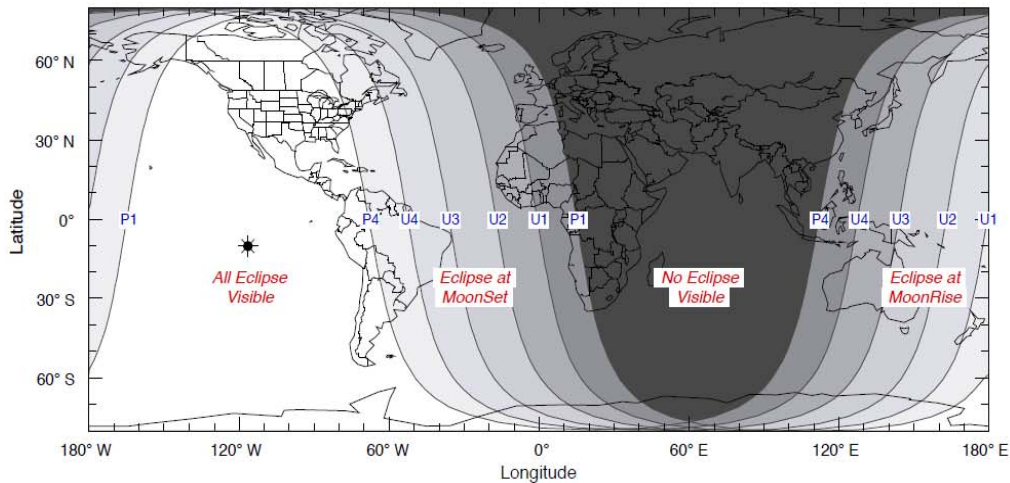 60° N
30° N
0°
30° S
60° S
Latitude
P1
P4
U4
U3
U2
U1
P1
P4
U4
U3
U2
U1
All Eclipse
Visible
Eclipse at
MoonSet
No Eclipse
Visible
Eclipse at
MoonRise
180° W
120° W
60° W
0°
60° E
120° E
180° E
Longitude